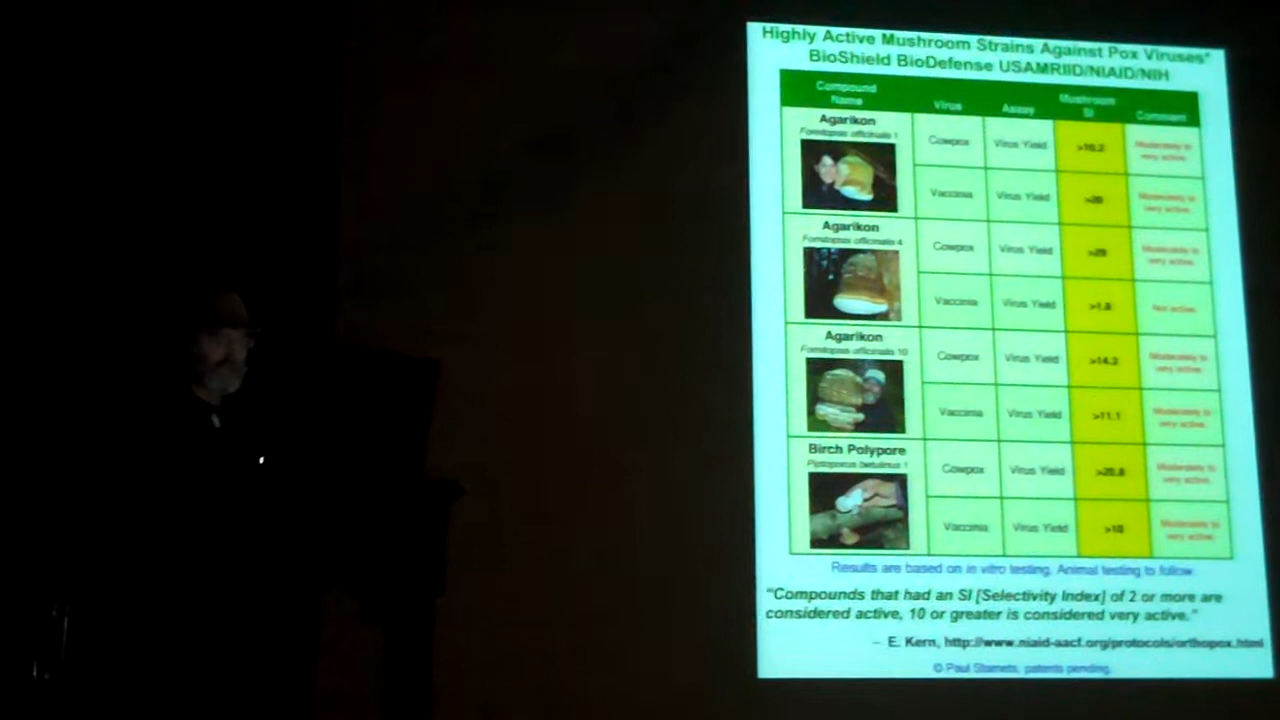 Highly Active Mushroom Strains Against Pox Viruses*
BioShield BioDefense USAMRIID/NIAID/NIH
Compound Name
Virus
Assay
Mushroom SI
Comment
Agarikon
Fomitopsis officinalis 1
Cowpox
Virus Yield
>10.2
Moderately to very active.
Vaccinia
Virus Yield
>20
Moderately to very active.
Agarikon
Fomitopsis officinalis 4
Cowpox
Virus Yield
Moderately to very active.
Vaccinia
Virus Yield
>1.8
Not active.
Agarikon
Fomitopsis officinalis 10
Cowpox
Virus Yield
Moderately to very active.
Vaccinia
Virus Yield
>11.1
Moderately to very active.
Birch Polypore
Piptoporus betulinus 1
Cowpox
Virus Yield
Moderately to very active.
Vaccinia
Virus Yield
>10
Moderately to very active.
Results are based on in vitro testing. Animal testing to follow.
"Compounds that had an SI [Selectivity Index] of 2 or more are
considered active, 10 or greater is considered very active."
– E. Kern, http://www.niaid-aacf.org/protocols/orthopox.html
© Paul Stamets, patents pending.